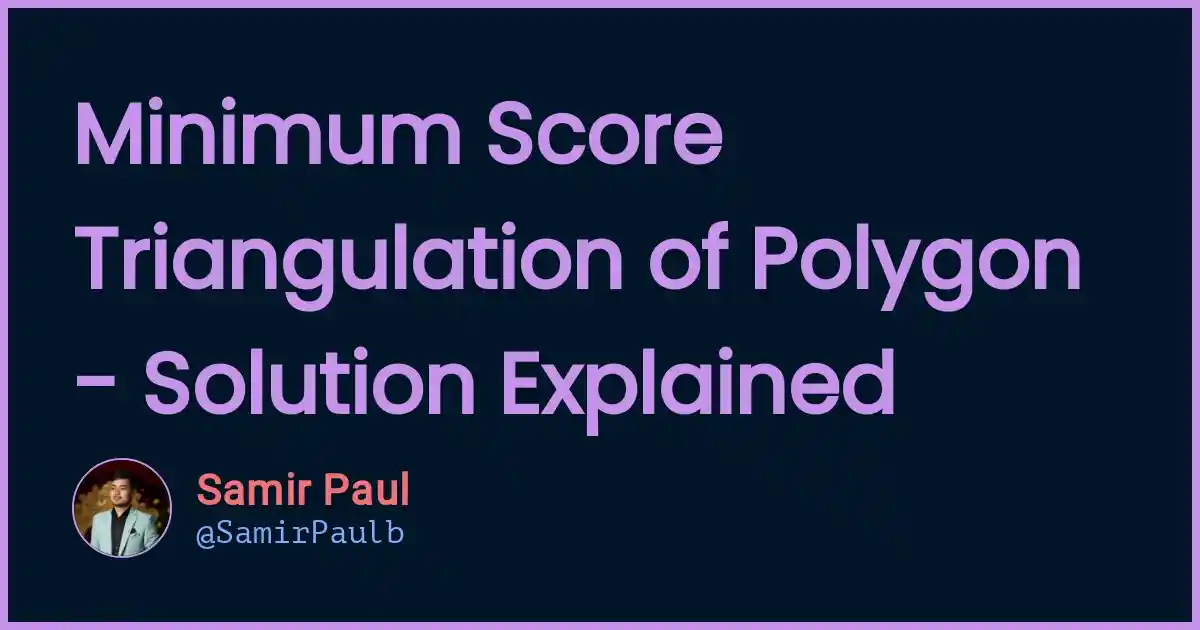 Minimum Score
Triangulation of Polygon
- Solution Explained
Samir Paul
@SamirPaulb